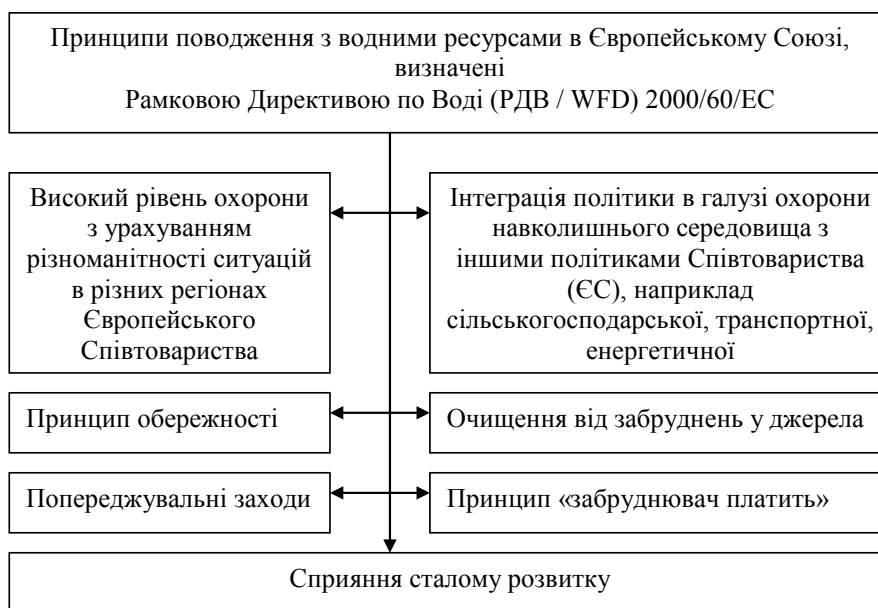 Принципи поводження з водними ресурсами в Європейському Союзі,
визначені
Рамковою Директивою по Воді (РДВ / WFD) 2000/60/ЕС
Високий рівень охорони
з урахуванням
різноманітності ситуацій
в різних регіонах
Європейського
Співтовариства
Інтеграція політики в галузі охорони
навколишнього середовища з
іншими політиками Співтовариства
(ЄС), наприклад
сільськогосподарської, транспортної,
енергетичної
Принцип обережності
Очищення від забруднень у джерела
Попереджувальні заходи
Принцип «забруднювач платить»
Сприяння сталому розвитку